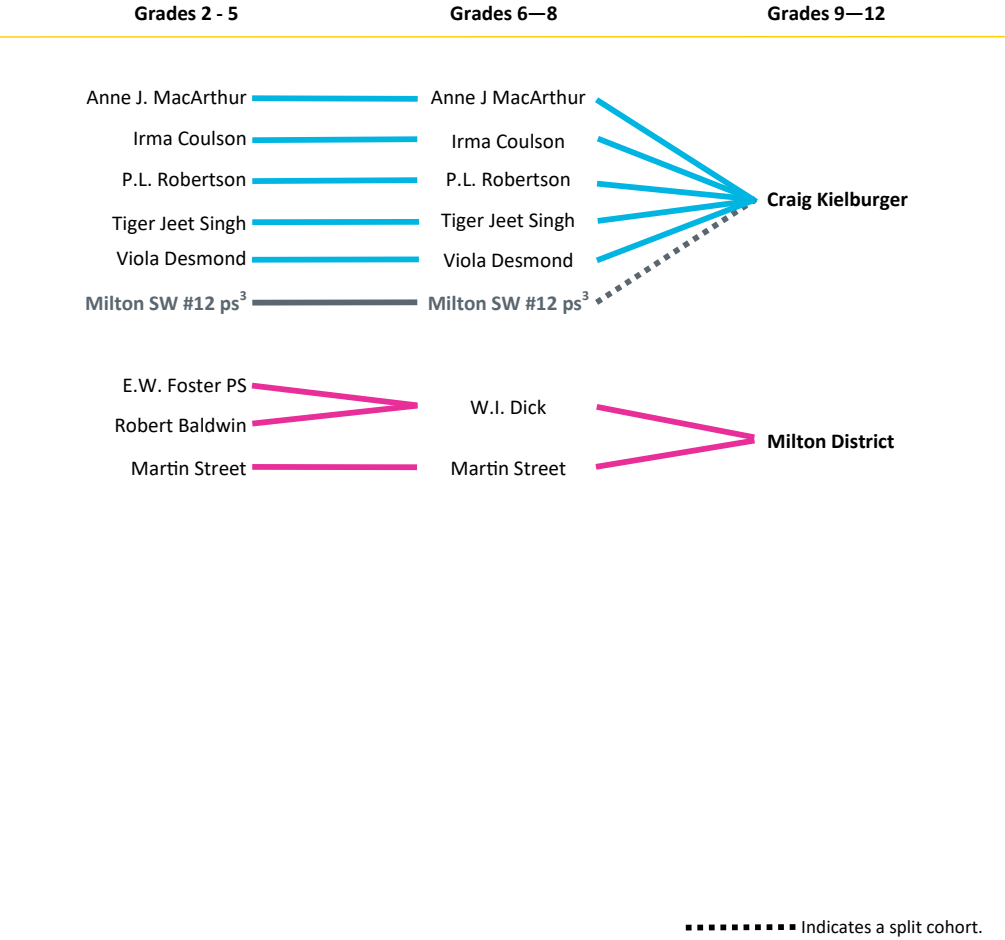 Grades 2 - 5 Grades 6—8 Grades 9—12
Anne J. MacArthur Anne J MacArthur
Irma Coulson Irma Coulson
P.L. Robertson P.L. Robertson
Craig Kielburger
Tiger Jeet Singh Tiger Jeet Singh
Viola Desmond Viola Desmond
Milton SW #12 ps3 Milton SW #12 ps3
E.W. Foster PS
W.I. Dick
Robert Baldwin
Milton District
Martin Street Martin Street
Indicates a split cohort.